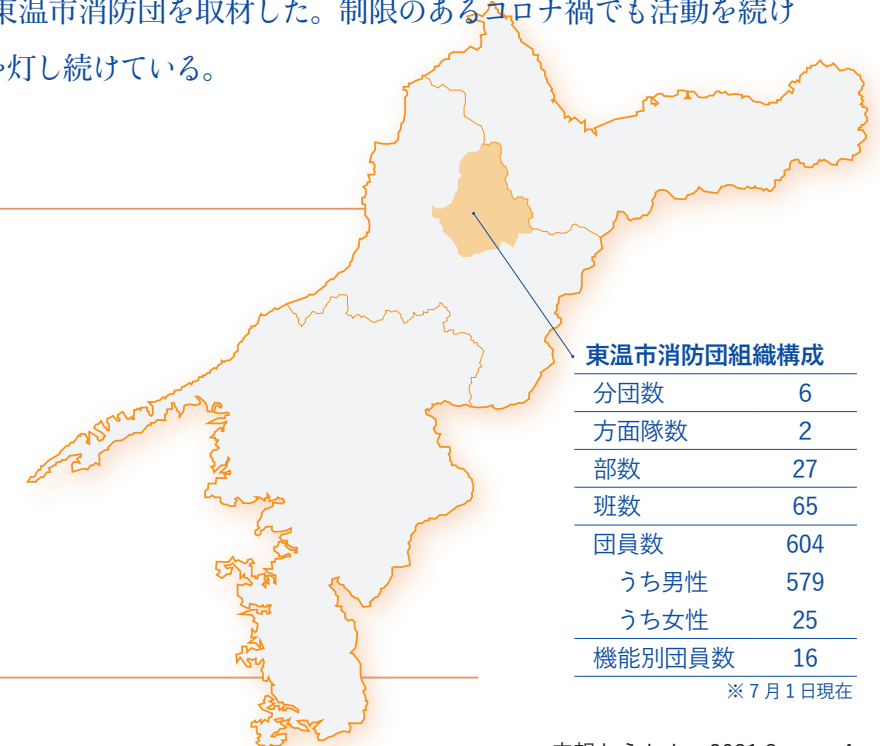 東温市消防団を取材した。制限のあるコロナ禍でも活動を続け
灯し続けている。
東温市消防団組織構成
分団数 6
方面隊数 2
部数 27
班数 65
団員数 604
うち男性 579
うち女性 25
機能別団員数 16
※7月1日現在